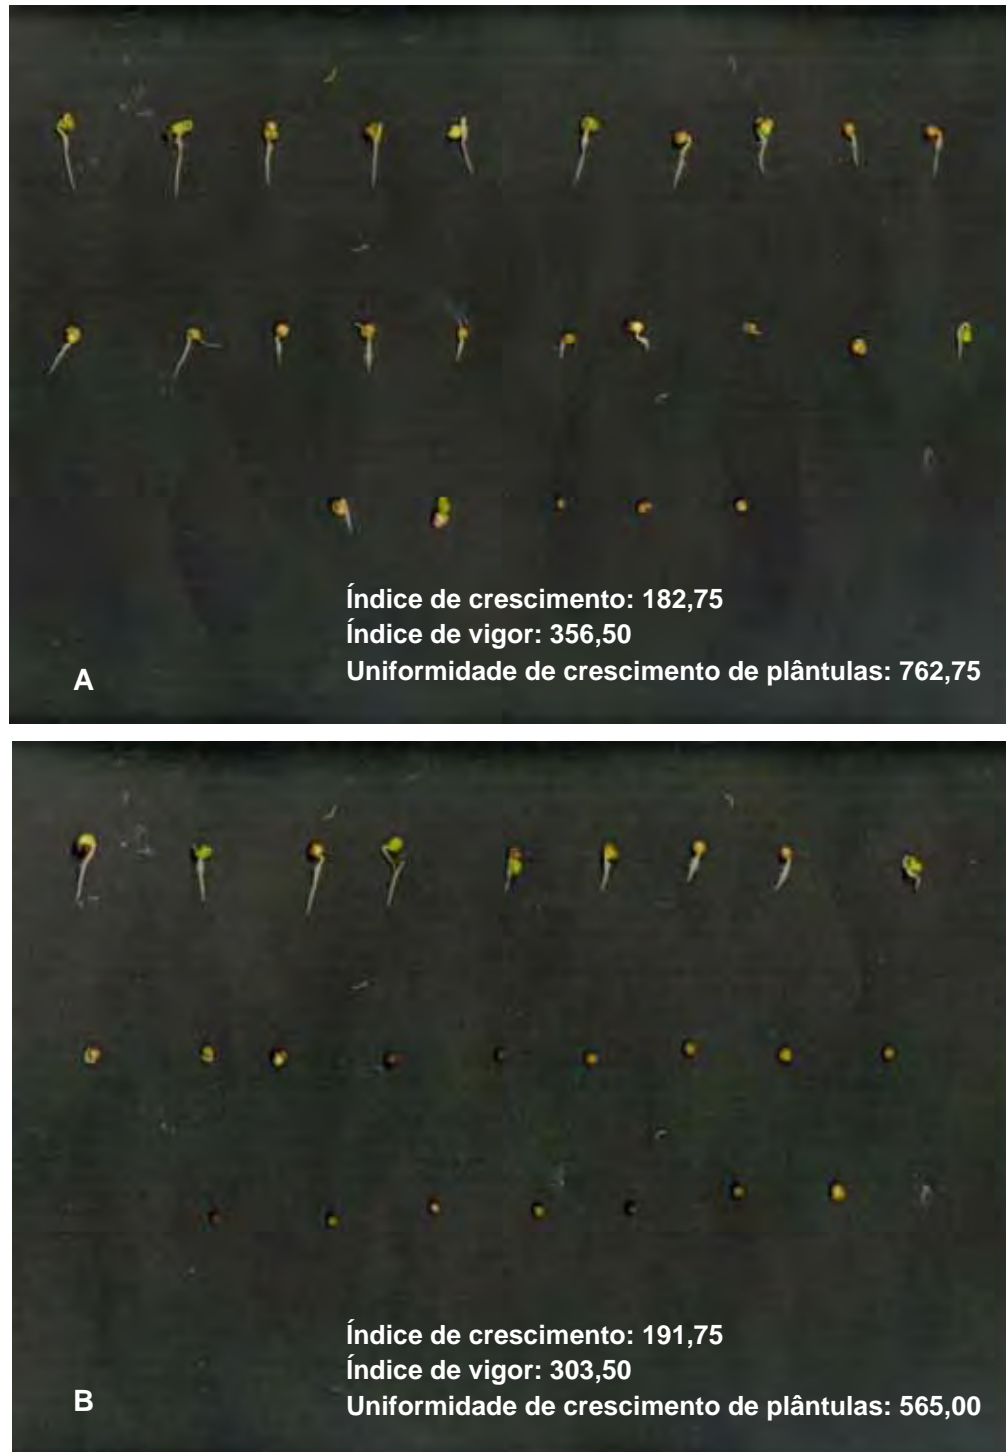 Índice de crescimento: 182,75
Índice de vigor: 356,50
Uniformidade de crescimento de plântulas: 762,75
A
Índice de crescimento: 191,75
Índice de vigor: 303,50
Uniformidade de crescimento de plântulas: 565,00
B